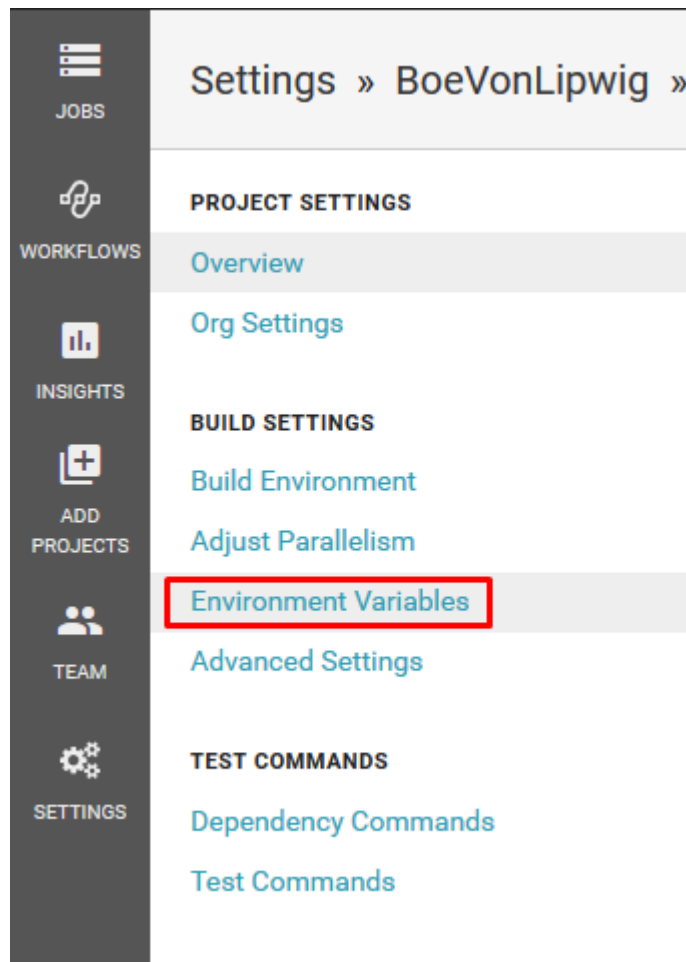 JOBS
WORKFLOWS
INSIGHTS
ADD
PROJECTS
TEAM
SETTINGS
Settings » BoeVonLipwig »
PROJECT SETTINGS
Overview
Org Settings
BUILD SETTINGS
Build Environment
Adjust Parallelism
Environment Variables
Advanced Settings
TEST COMMANDS
Dependency Commands
Test Commands